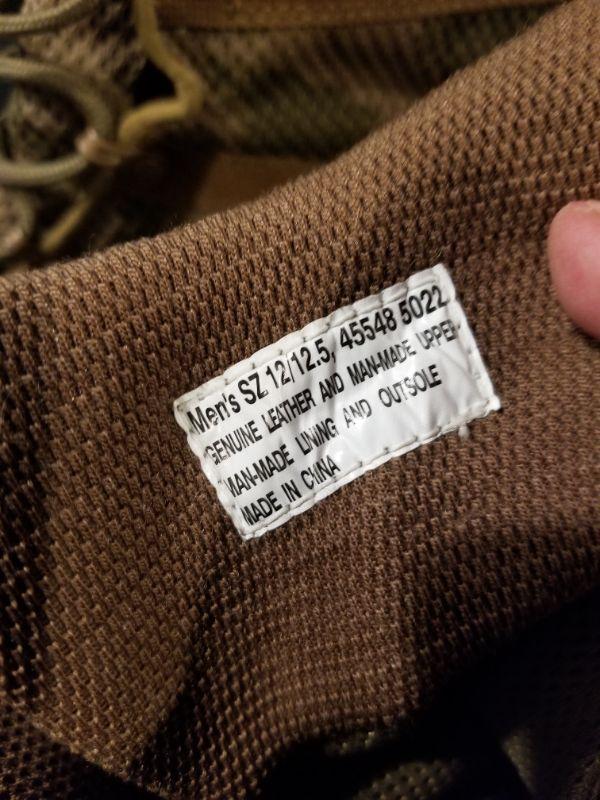 Men's SZ 12/12.5, 45548 5022
GENUINE LEATHER AND MAN-MADE UPPER
MAN-MADE LINING AND OUTSOLE
MADE IN CHINA